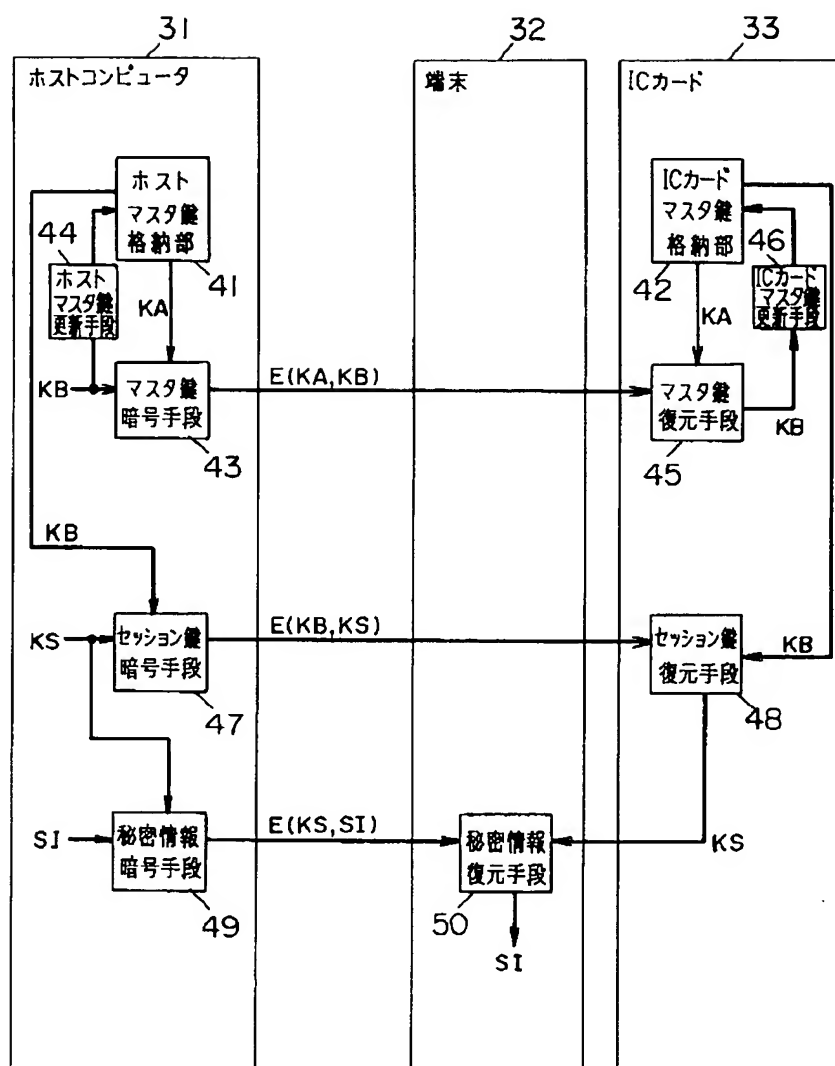 31
32
33
ホストコンピュータ
端末
ICカード
ホスト
マスタ鍵
格納部
41
44
ホスト
マスタ鍵
更新手段
KA
KB
マスタ鍵
暗号手段
43
E(KA,KB)
ICカード
マスタ鍵
格納部
42
46
ICカード
マスタ鍵
更新手段
KA
マスタ鍵
復元手段
45
KB
KB
KS
セッション鍵
暗号手段
47
E(KB,KS)
セッション鍵
復元手段
48
KB
SI
秘密情報
暗号手段
49
E(KS,SI)
秘密情報
復元手段
50
KS
SI